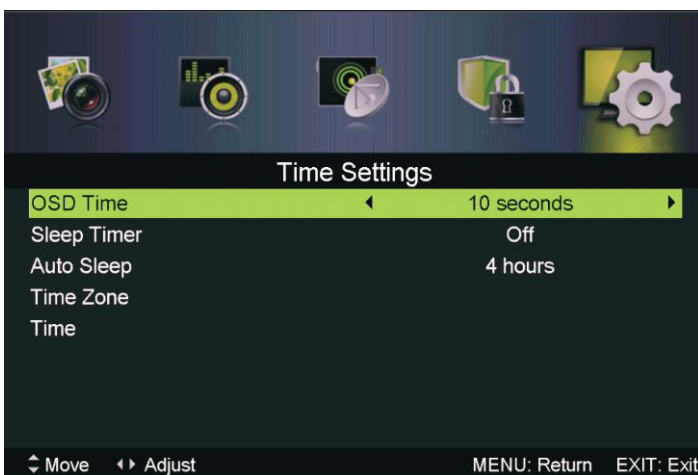 Time Settings
OSD Time 10 seconds
Sleep Timer Off
Auto Sleep 4 hours
Time Zone
Time
Move Adjust MENU: Return EXIT: Exit